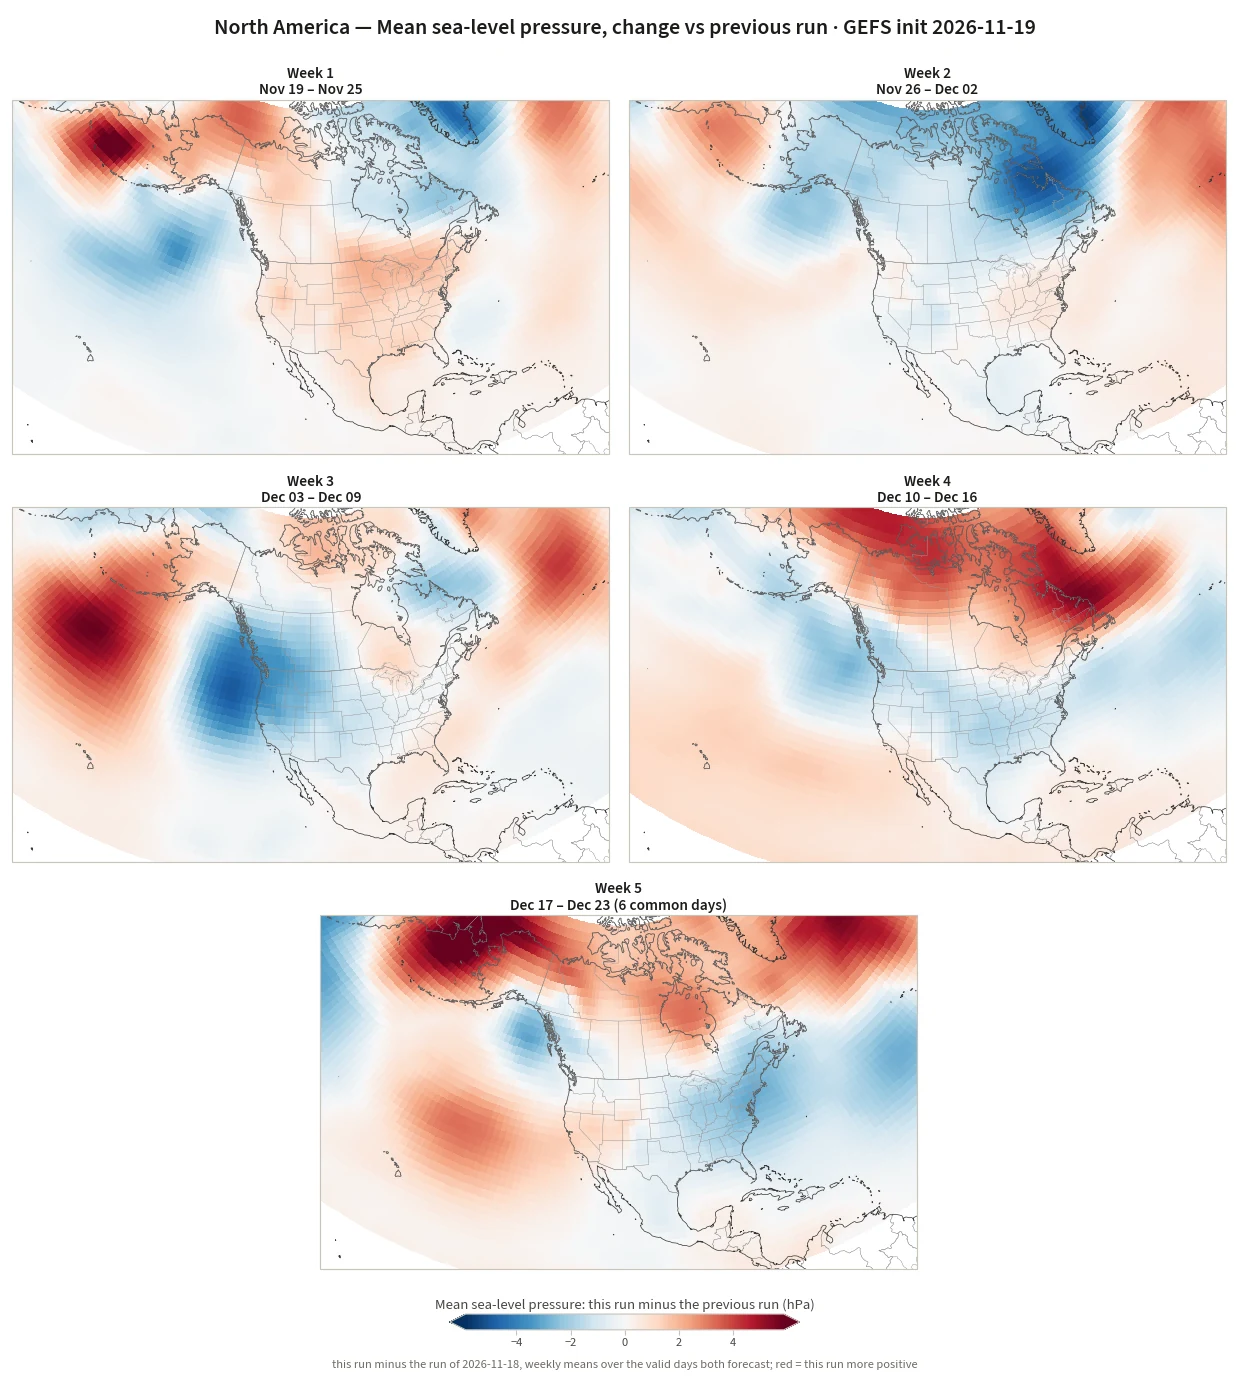 North America — Mean sea-level pressure, change vs previous run · GEFS init 2026-11-19
Week 1
Nov 19 – Nov 25
Week 2
Nov 26 – Dec 02
Week 3
Dec 03 – Dec 09
Week 4
Dec 10 – Dec 16
Week 5
Dec 17 – Dec 23 (6 common days)
Mean sea-level pressure: this run minus the previous run (hPa)
−4 −2 0 2 4
this run minus the run of 2026-11-18, weekly means over the valid days both forecast; red = this run more positive